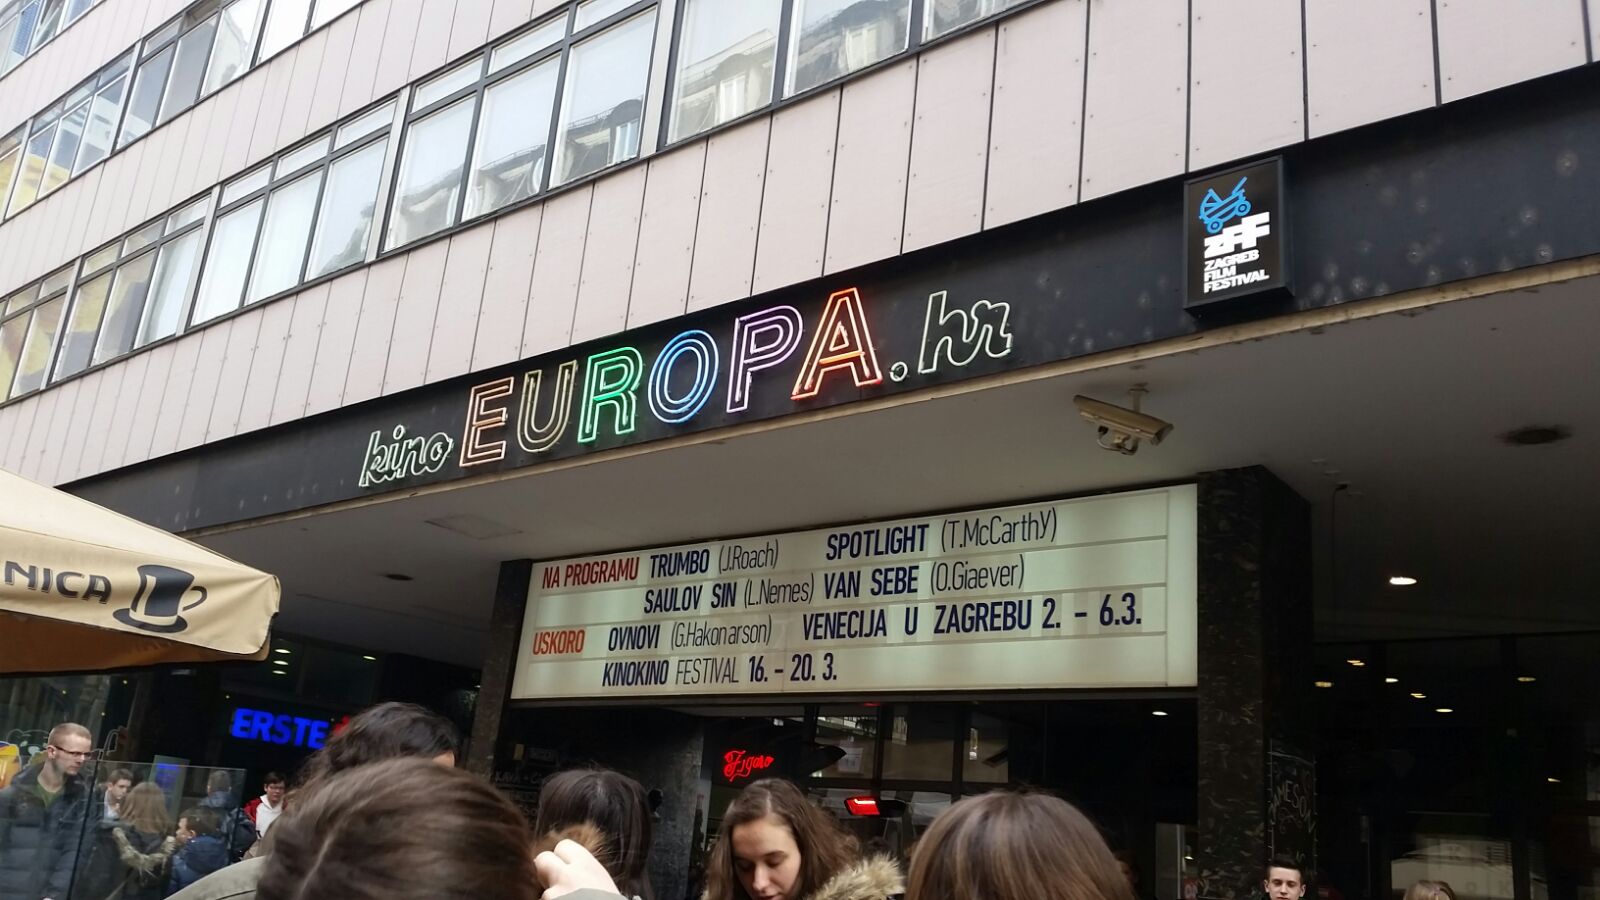 ZFF
ZAGREB
FILM
FESTIVAL
kino EUROPA.hr
NA PROGRAMU TRUMBO (J.Roach) SPOTLIGHT (T.McCarthy)
SAULOV SIN (L.Nemes) VAN SEBE (O.Giaever)
USKORO OVNOVI (G.Hakonarson) VENECIJA U ZAGREBU 2. - 6.3.
KINOKINO FESTIVAL 16. - 20. 3.
NICA
ERSTE
Figaro